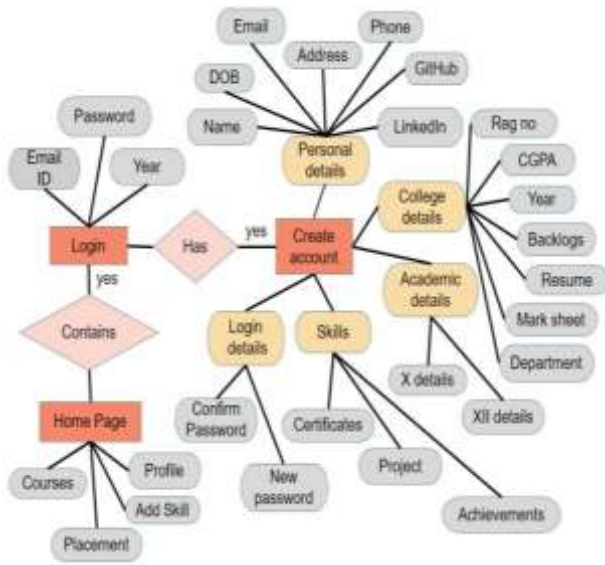 Email
Phone
Address
DOB
GitHub
Password
Name
LinkedIn
Reg no
Personal
details
CGPA
Email
ID
Year
College
details
Year
Login
Has
yes
Create
account
Backlogs
yes
Academic
details
Resume
Contains
Login
details
Skills
Mark sheet
X details
Department
Home Page
Confirm
Password
Certificates
XII details
Courses
Profile
Project
Add Skill
New
password
Placement
Achievements